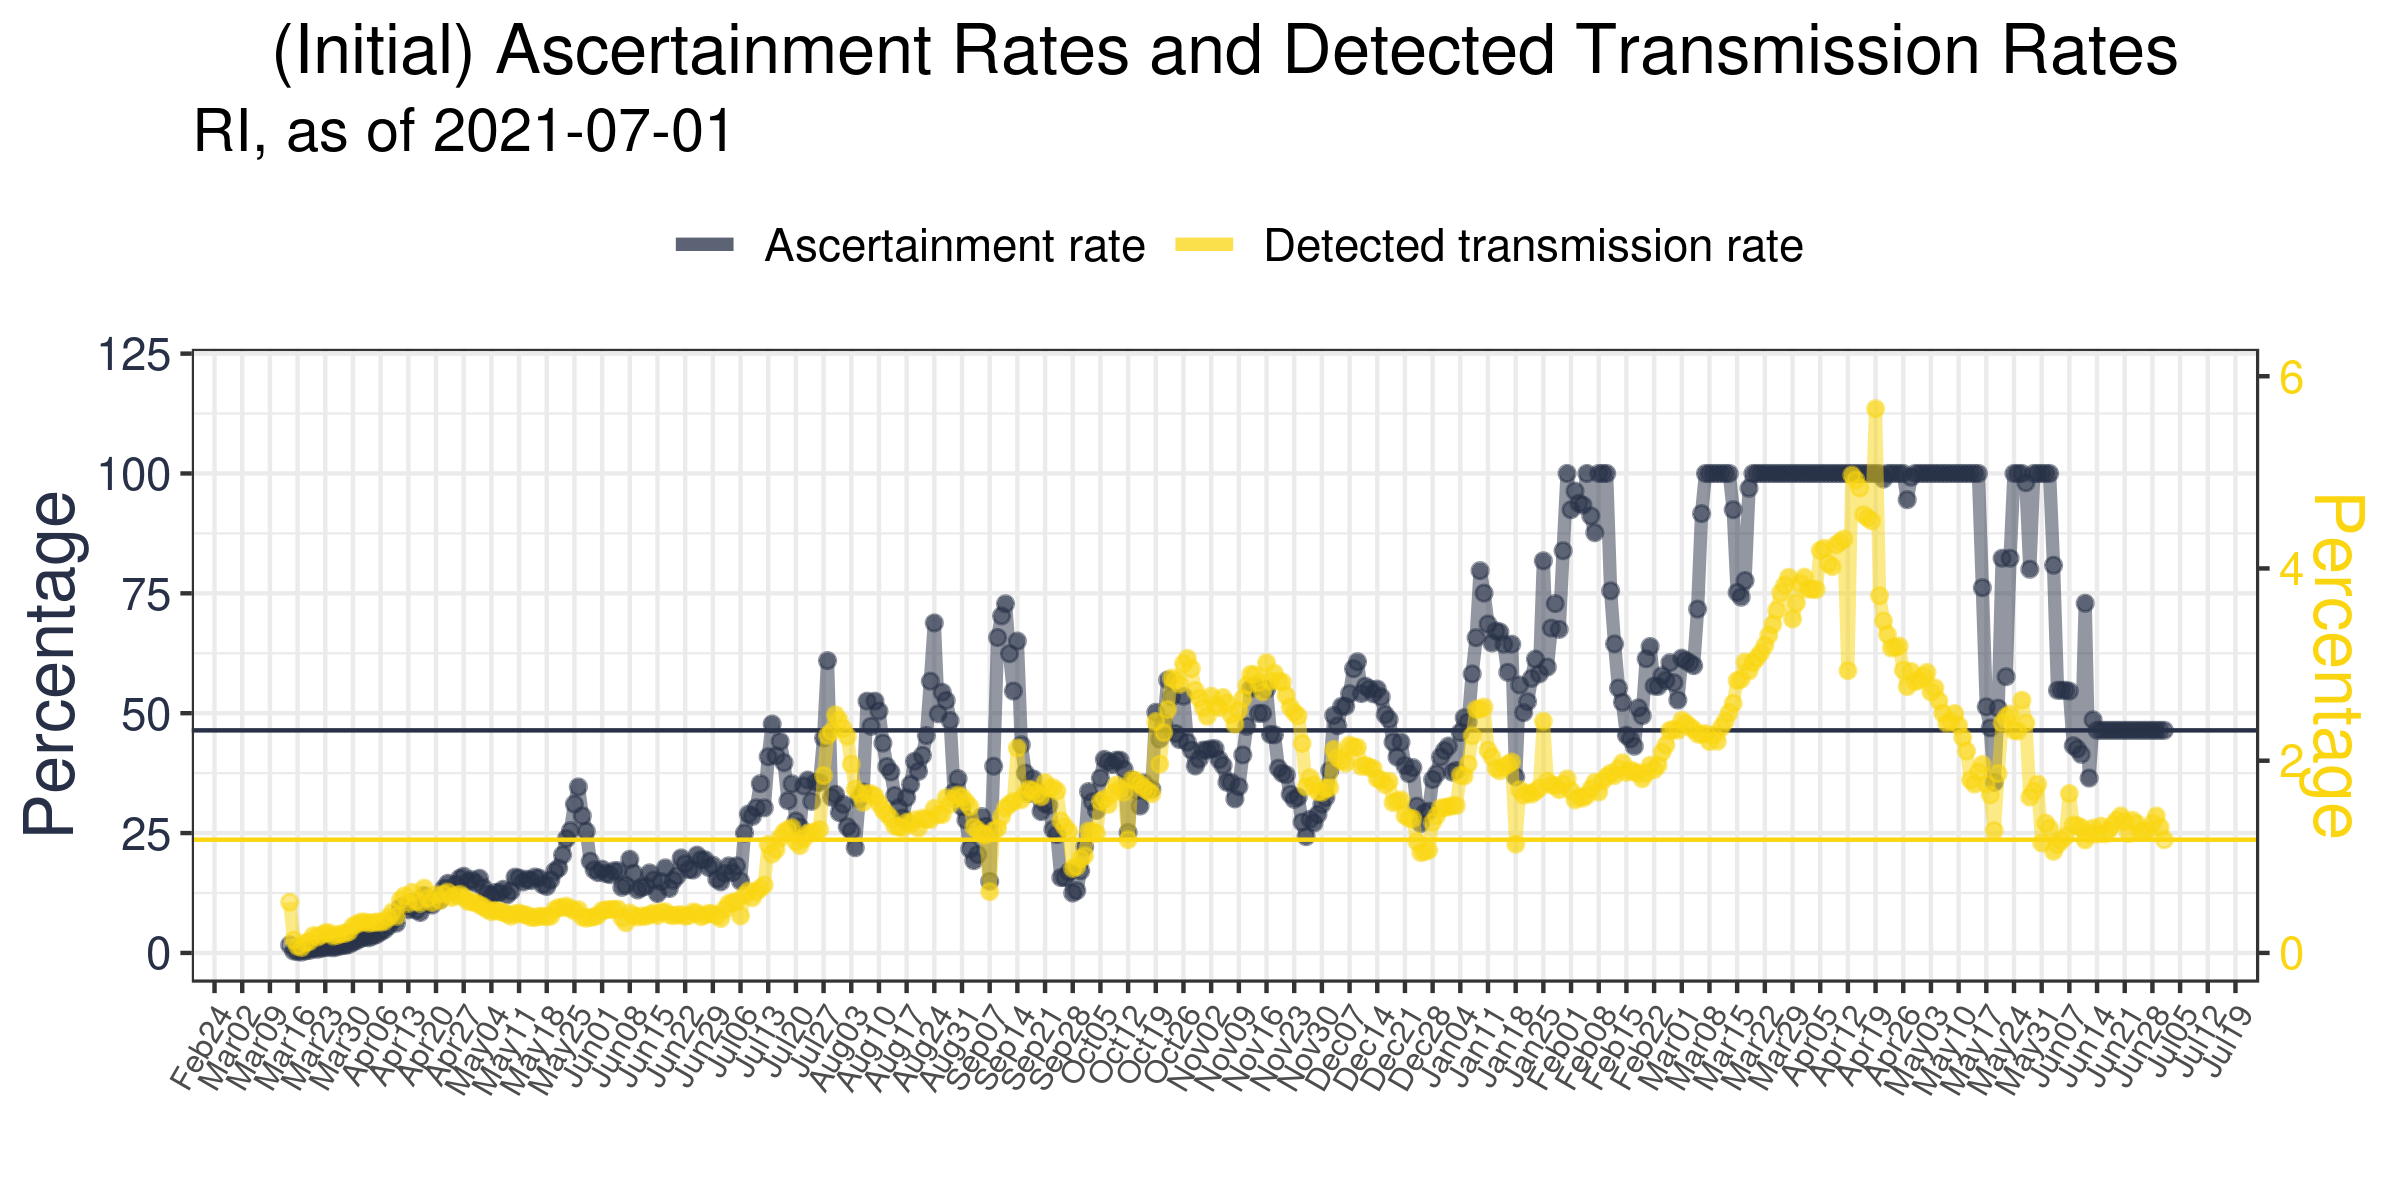 (Initial) Ascertainment Rates and Detected Transmission Rates
RI, as of 2021-07-01
Ascertainment rate
Detected transmission rate
125
100
75
50
25
0
Percentage
6
4
2
0
Percentage
Feb24
Mar02
Mar09
Mar16
Mar23
Mar30
Apr06
Apr13
Apr20
Apr27
May04
May11
May18
May25
Jun01
Jun08
Jun15
Jun22
Jun29
Jul06
Jul13
Jul20
Jul27
Aug03
Aug10
Aug17
Aug24
Aug31
Sep07
Sep14
Sep21
Sep28
Oct05
Oct12
Oct19
Oct26
Nov02
Nov09
Nov16
Nov23
Nov30
Dec07
Dec14
Dec21
Dec28
Jan04
Jan11
Jan18
Jan25
Feb01
Feb08
Feb15
Feb22
Mar01
Mar08
Mar15
Mar22
Mar29
Apr05
Apr12
Apr19
Apr26
May03
May10
May17
May24
May31
Jun07
Jun14
Jun21
Jun28
Jul05
Jul12
Jul19